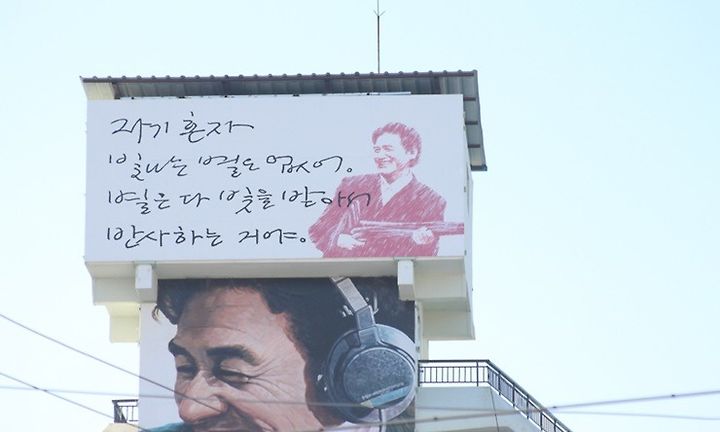 자기 혼자
빛나는 별도 없어.
별은 다 빛을 받아서
반사하는 거야.